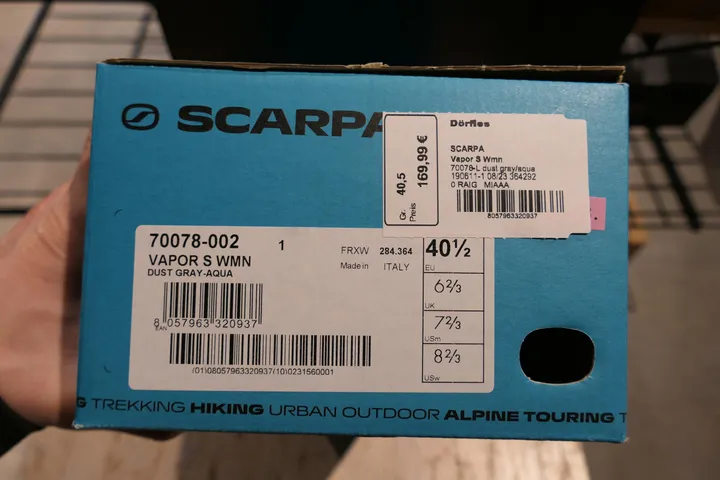 SCARPA
Dörfles
SCARPA
Vapor S Wmn
70078-L dust gray/aqua
190611-1 08/23 364292
0 RAIG MIAAA
8057963320937
Gr. 40,5
Preis 169,99 €
70078-002
1
VAPOR S WMN
DUST GRAY-AQUA
FRXW 284.364
Made in ITALY
40½
EU
6⅔
UK
7⅔
USm
8⅔
USw
8 057963 320937
EAN
(01)08057963320937(10)0231560001
G TREKKING HIKING URBAN OUTDOOR ALPINE TOURING T